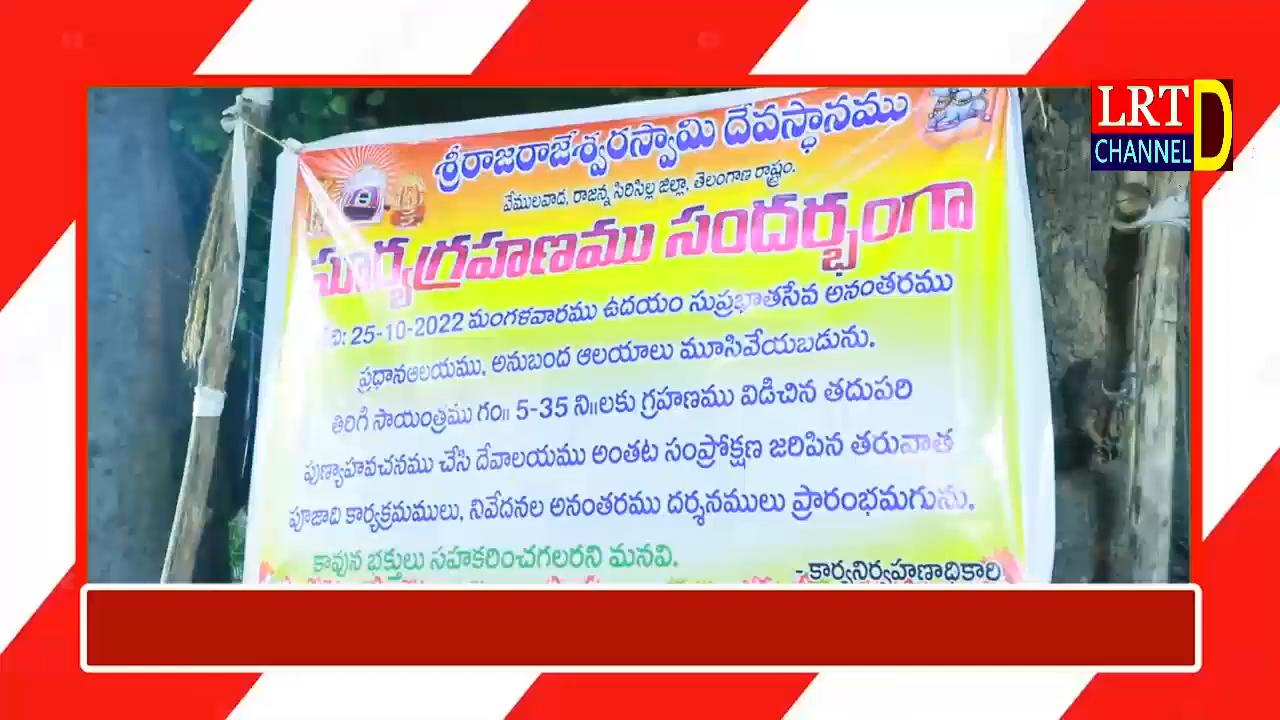 శ్రీరాజరాజేశ్వరస్వామి దేవస్థానము
వేములవాడ, రాజన్న సిరిసిల్ల జిల్లా, తెలంగాణ రాష్ట్రం.
సూర్యగ్రహణము సందర్భంగా
తేది: 25-10-2022 మంగళవారము ఉదయం సుప్రభాతసేవ అనంతరము
ప్రధానఆలయము, అనుబంద ఆలయాలు మూసివేయబడును.
తిరిగి సాయంత్రము గం॥ 5-35 ని॥లకు గ్రహణము విడిచిన తదుపరి
పుణ్యాహవచనము చేసి దేవాలయము అంతట సంప్రోక్షణ జరిపిన తరువాత
పూజాది కార్యక్రమములు, నివేదనల అనంతరము దర్శనములు ప్రారంభమగును.
కావున భక్తులు సహకరించగలరని మనవి.
-కార్యనిర్వహణాధికారి
LRT D
CHANNEL